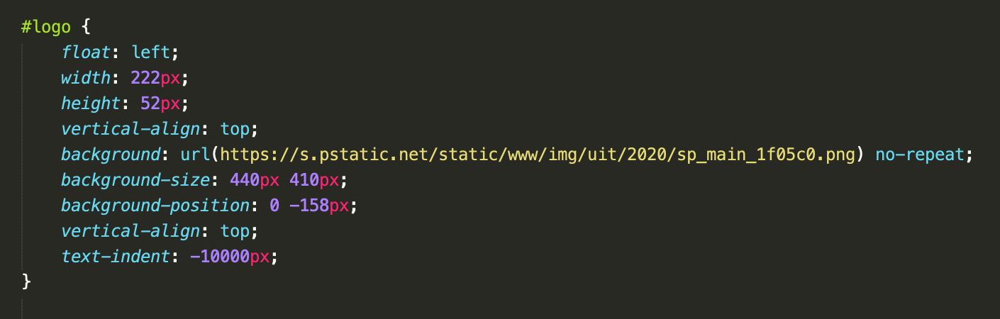 #logo {
    float: left;
    width: 222px;
    height: 52px;
    vertical-align: top;
    background: url(https://s.pstatic.net/static/www/img/uit/2020/sp_main_1f05c0.png) no-repeat;
    background-size: 440px 410px;
    background-position: 0 -158px;
    vertical-align: top;
    text-indent: -10000px;
}